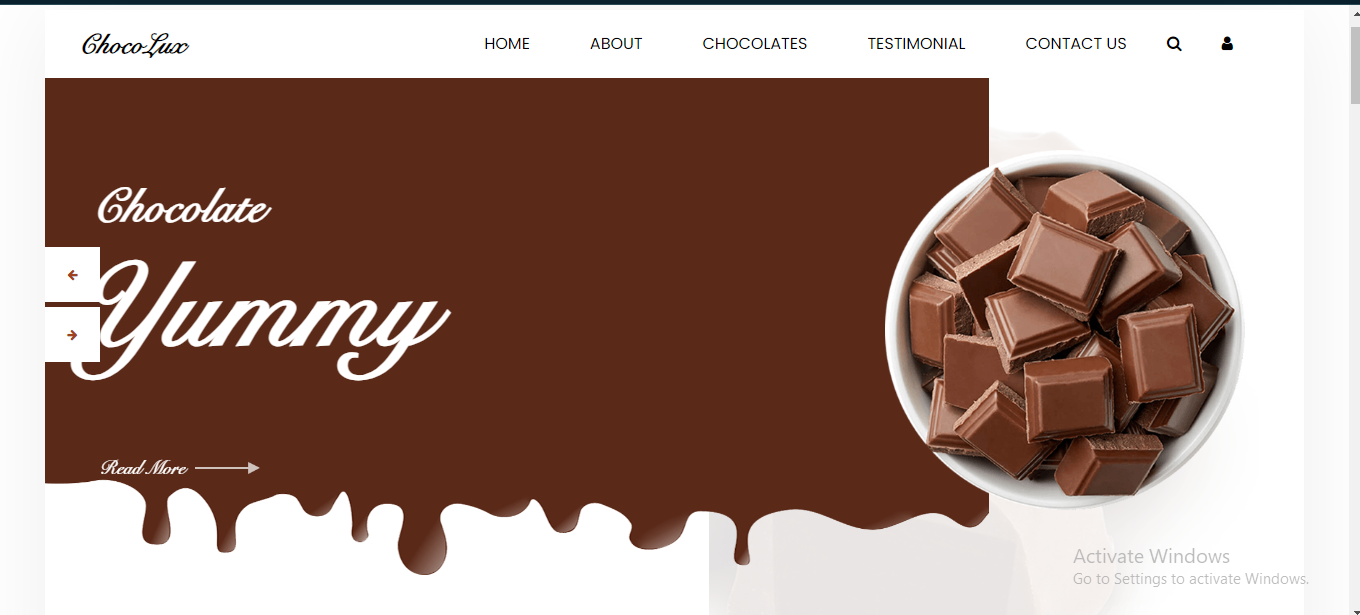 ChocoLux
HOME ABOUT CHOCOLATES TESTIMONIAL CONTACT US
Chocolate
Yummy
Read More
Activate Windows
Go to Settings to activate Windows.